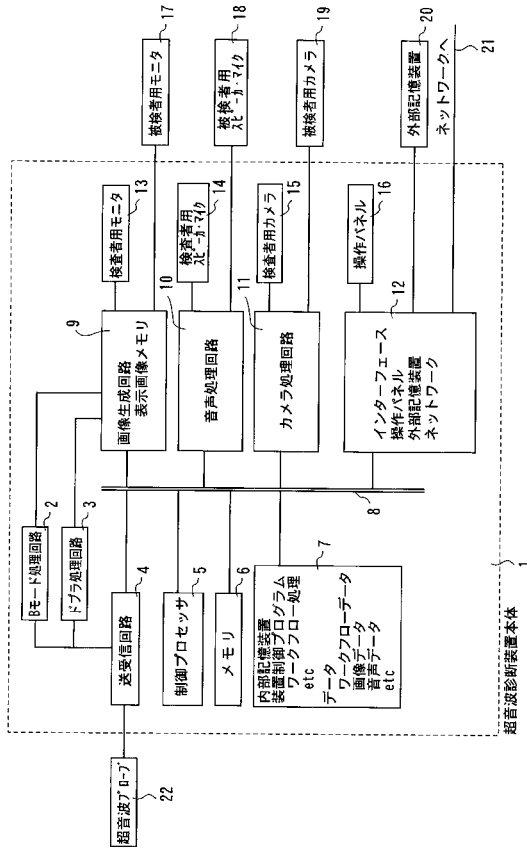 超音波プローブ
22
超音波診断装置本体
1
Bモード処理回路
2
ドプラ処理回路
3
送受信回路
4
制御プロセッサ
5
メモリ
6
内部記憶装置
装置制御プログラム
ワークフロー処理
etc
データ
ワークフローデータ
画像データ
音声データ
etc
7
8
画像生成回路
表示画像メモリ
9
音声処理回路
10
カメラ処理回路
11
インターフェース
操作パネル
外部記憶装置
ネットワーク
12
検査者用モニタ
13
検査者用
スピーカ・マイク
14
検査者用カメラ
15
操作パネル
16
被検者用モニタ
17
被検者用
スピーカ・マイク
18
被検者用カメラ
19
外部記憶装置
20
ネットワークへ
21